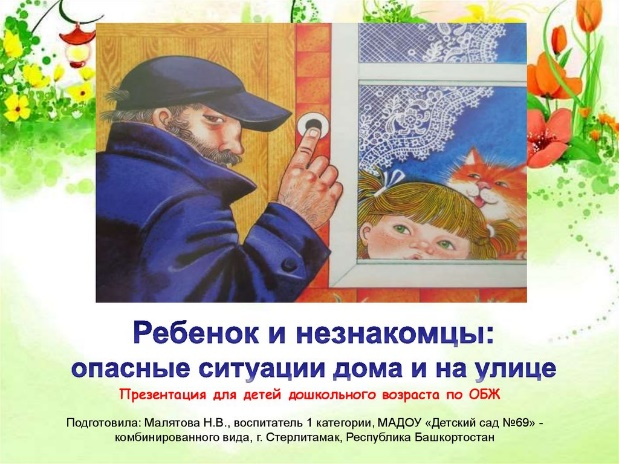 Ребенок и незнакомцы:
опасные ситуации дома и на улице
Презентация для детей дошкольного возраста по ОБЖ
Подготовила: Малятова Н.В., воспитатель 1 категории, МАДОУ «Детский сад №69» -
комбинированного вида, г. Стерлитамак, Республика Башкортостан